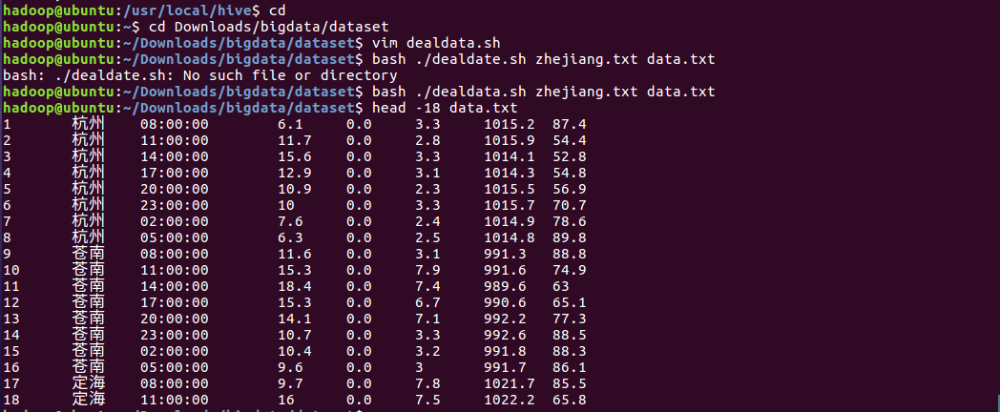 hadoop@ubuntu:/usr/local/hive$ cd
hadoop@ubuntu:~$ cd Downloads/bigdata/dataset
hadoop@ubuntu:~/Downloads/bigdata/dataset$ vim dealdata.sh
hadoop@ubuntu:~/Downloads/bigdata/dataset$ bash ./dealdate.sh zhejiang.txt data.txt
bash: ./dealdate.sh: No such file or directory
hadoop@ubuntu:~/Downloads/bigdata/dataset$ bash ./dealdata.sh zhejiang.txt data.txt
hadoop@ubuntu:~/Downloads/bigdata/dataset$ head -18 data.txt
1 杭州 08:00:00 6.1 0.0 3.3 1015.2 87.4
2 杭州 11:00:00 11.7 0.0 2.8 1015.9 54.4
3 杭州 14:00:00 15.6 0.0 3.3 1014.1 52.8
4 杭州 17:00:00 12.9 0.0 3.1 1014.3 54.8
5 杭州 20:00:00 10.9 0.0 2.3 1015.5 56.9
6 杭州 23:00:00 10 0.0 3.3 1015.7 70.7
7 杭州 02:00:00 7.6 0.0 2.4 1014.9 78.6
8 杭州 05:00:00 6.3 0.0 2.5 1014.8 89.8
9 苍南 08:00:00 11.6 0.0 3.1 991.3 88.8
10 苍南 11:00:00 15.3 0.0 7.9 991.6 74.9
11 苍南 14:00:00 18.4 0.0 7.4 989.6 63
12 苍南 17:00:00 15.3 0.0 6.7 990.6 65.1
13 苍南 20:00:00 14.1 0.0 7.1 992.2 77.3
14 苍南 23:00:00 10.7 0.0 3.3 992.6 88.5
15 苍南 02:00:00 10.4 0.0 3.2 991.8 88.3
16 苍南 05:00:00 9.6 0.0 3 991.7 86.1
17 定海 08:00:00 9.7 0.0 7.8 1021.7 85.5
18 定海 11:00:00 16 0.0 7.5 1022.2 65.8